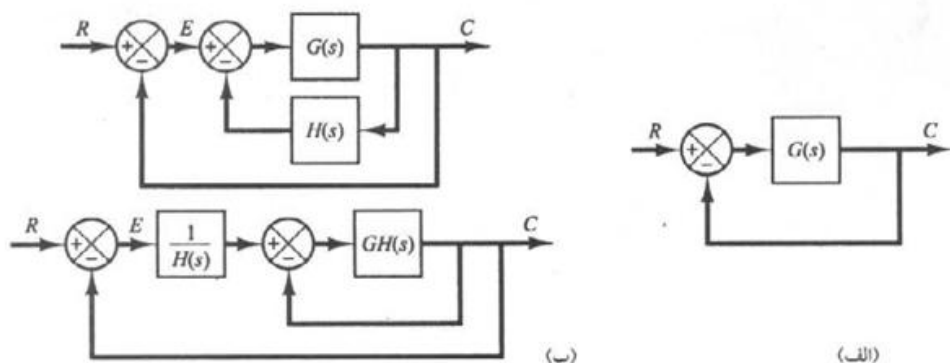 R + − E + − G(s) C
H(s)
R + − G(s) C
R + − E 1/H(s) + − GH(s) C
(ب) (الف)